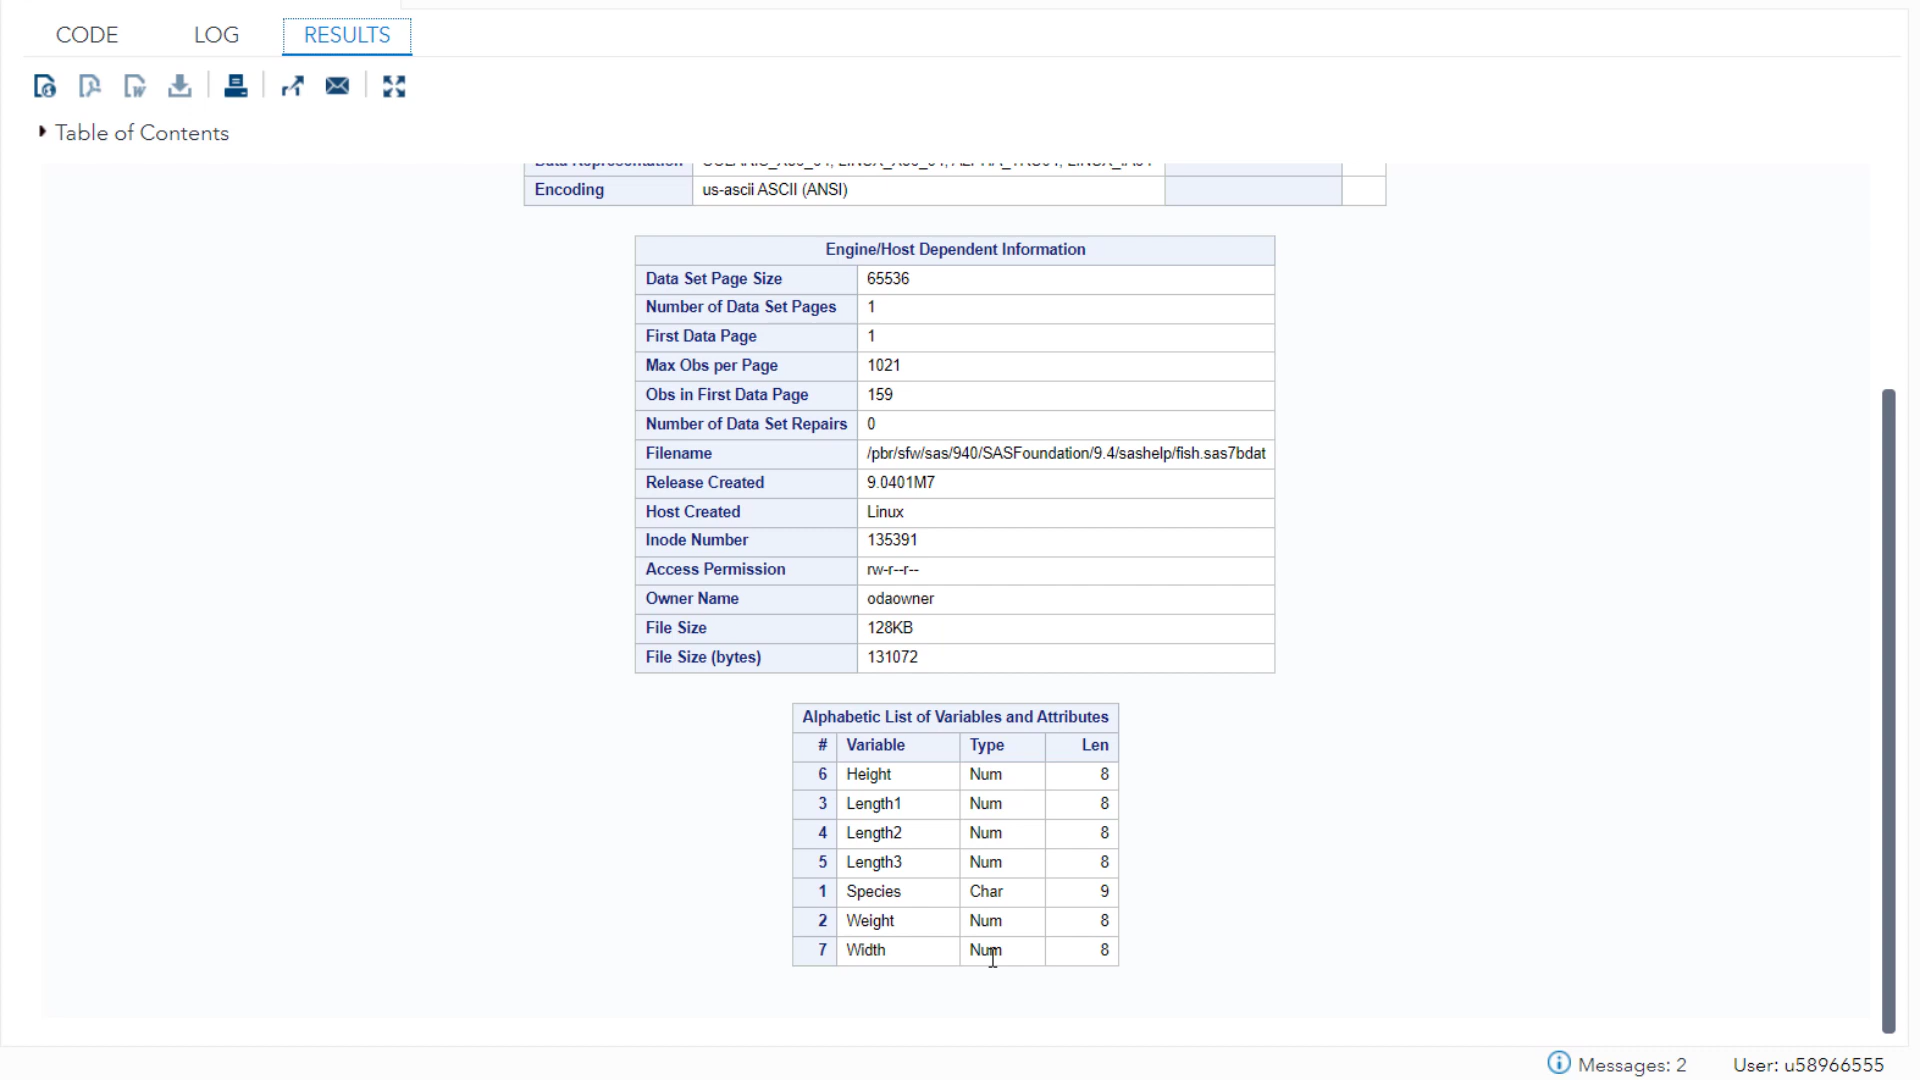 CODE LOG RESULTS
Table of Contents
Encoding us-ascii ASCII (ANSI)
Engine/Host Dependent Information
Data Set Page Size 65536
Number of Data Set Pages 1
First Data Page 1
Max Obs per Page 1021
Obs in First Data Page 159
Number of Data Set Repairs 0
Filename /pbr/sfw/sas/940/SASFoundation/9.4/sashelp/fish.sas7bdat
Release Created 9.0401M7
Host Created Linux
Inode Number 135391
Access Permission rw-r--r--
Owner Name odaowner
File Size 128KB
File Size (bytes) 131072
Alphabetic List of Variables and Attributes
# Variable Type Len
6 Height Num 8
3 Length1 Num 8
4 Length2 Num 8
5 Length3 Num 8
1 Species Char 9
2 Weight Num 8
7 Width Num 8
Messages: 2 User: u58966555